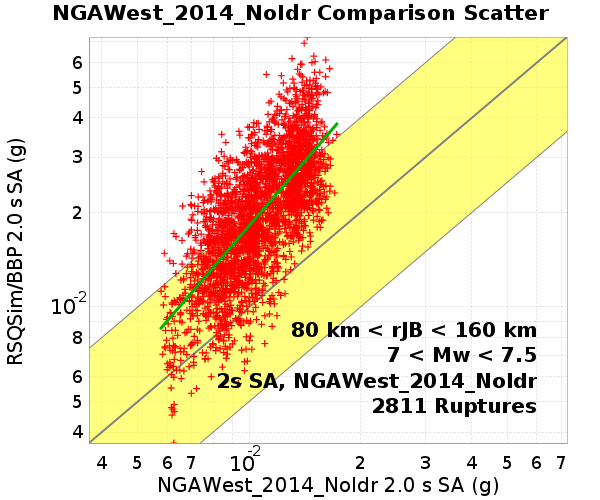 NGAWest_2014_NoIdr Comparison Scatter
RSQSim/BBP 2.0 s SA (g)
6
5
4
3
2
10-2
8
6
5
4
80 km < rJB < 160 km
7 < Mw < 7.5
2s SA, NGAWest_2014_NoIdr
2811 Ruptures
4 5 6 7 10-2 2 3 4 5 6 7
NGAWest_2014_NoIdr 2.0 s SA (g)